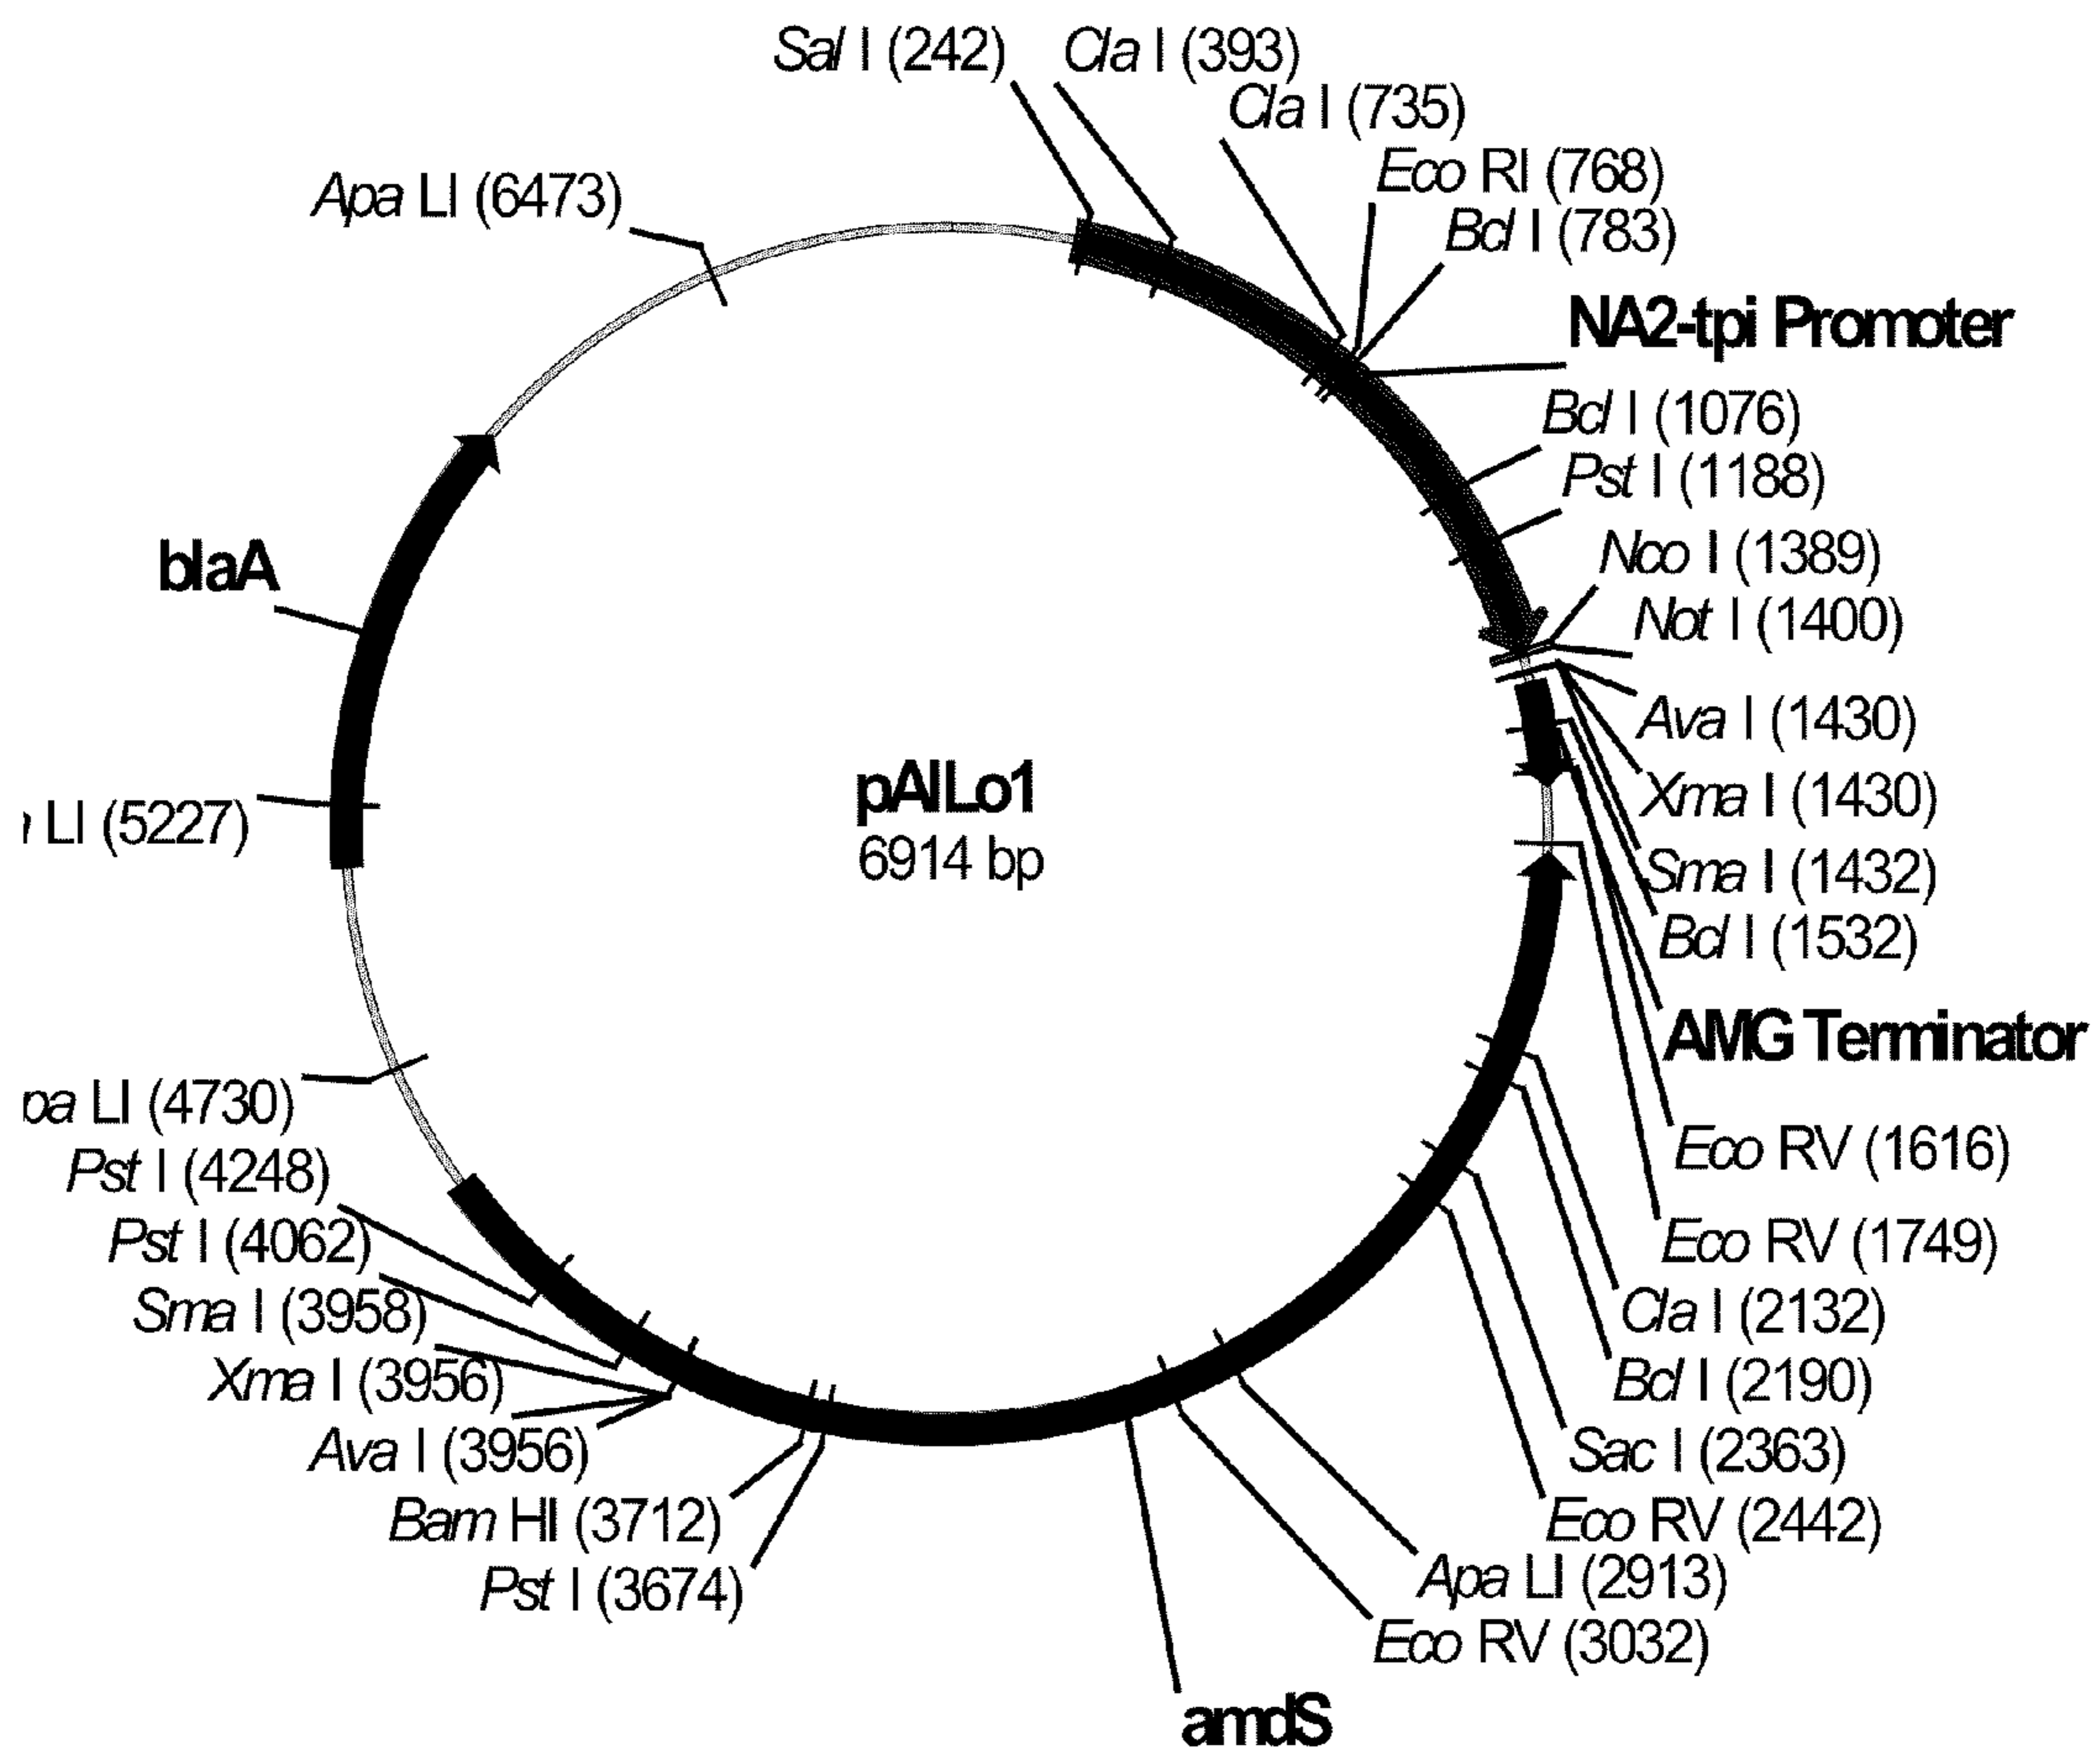 Sal I (242)
Cla I (393)
Cla I (735)
Eco RI (768)
Bcl I (783)
NA2-tpi Promoter
Bcl I (1076)
Pst I (1188)
Nco I (1389)
Not I (1400)
Ava I (1430)
Xma I (1430)
Sma I (1432)
Bcl I (1532)
AMG Terminator
Eco RV (1616)
Eco RV (1749)
Cla I (2132)
Bcl I (2190)
Sac I (2363)
Eco RV (2442)
Apa LI (2913)
Eco RV (3032)
amdS
Pst I (3674)
Bam HI (3712)
Ava I (3956)
Xma I (3956)
Sma I (3958)
Pst I (4062)
Pst I (4248)
pa LI (4730)
LI (5227)
blaA
Apa LI (6473)
pAILo1
6914 bp